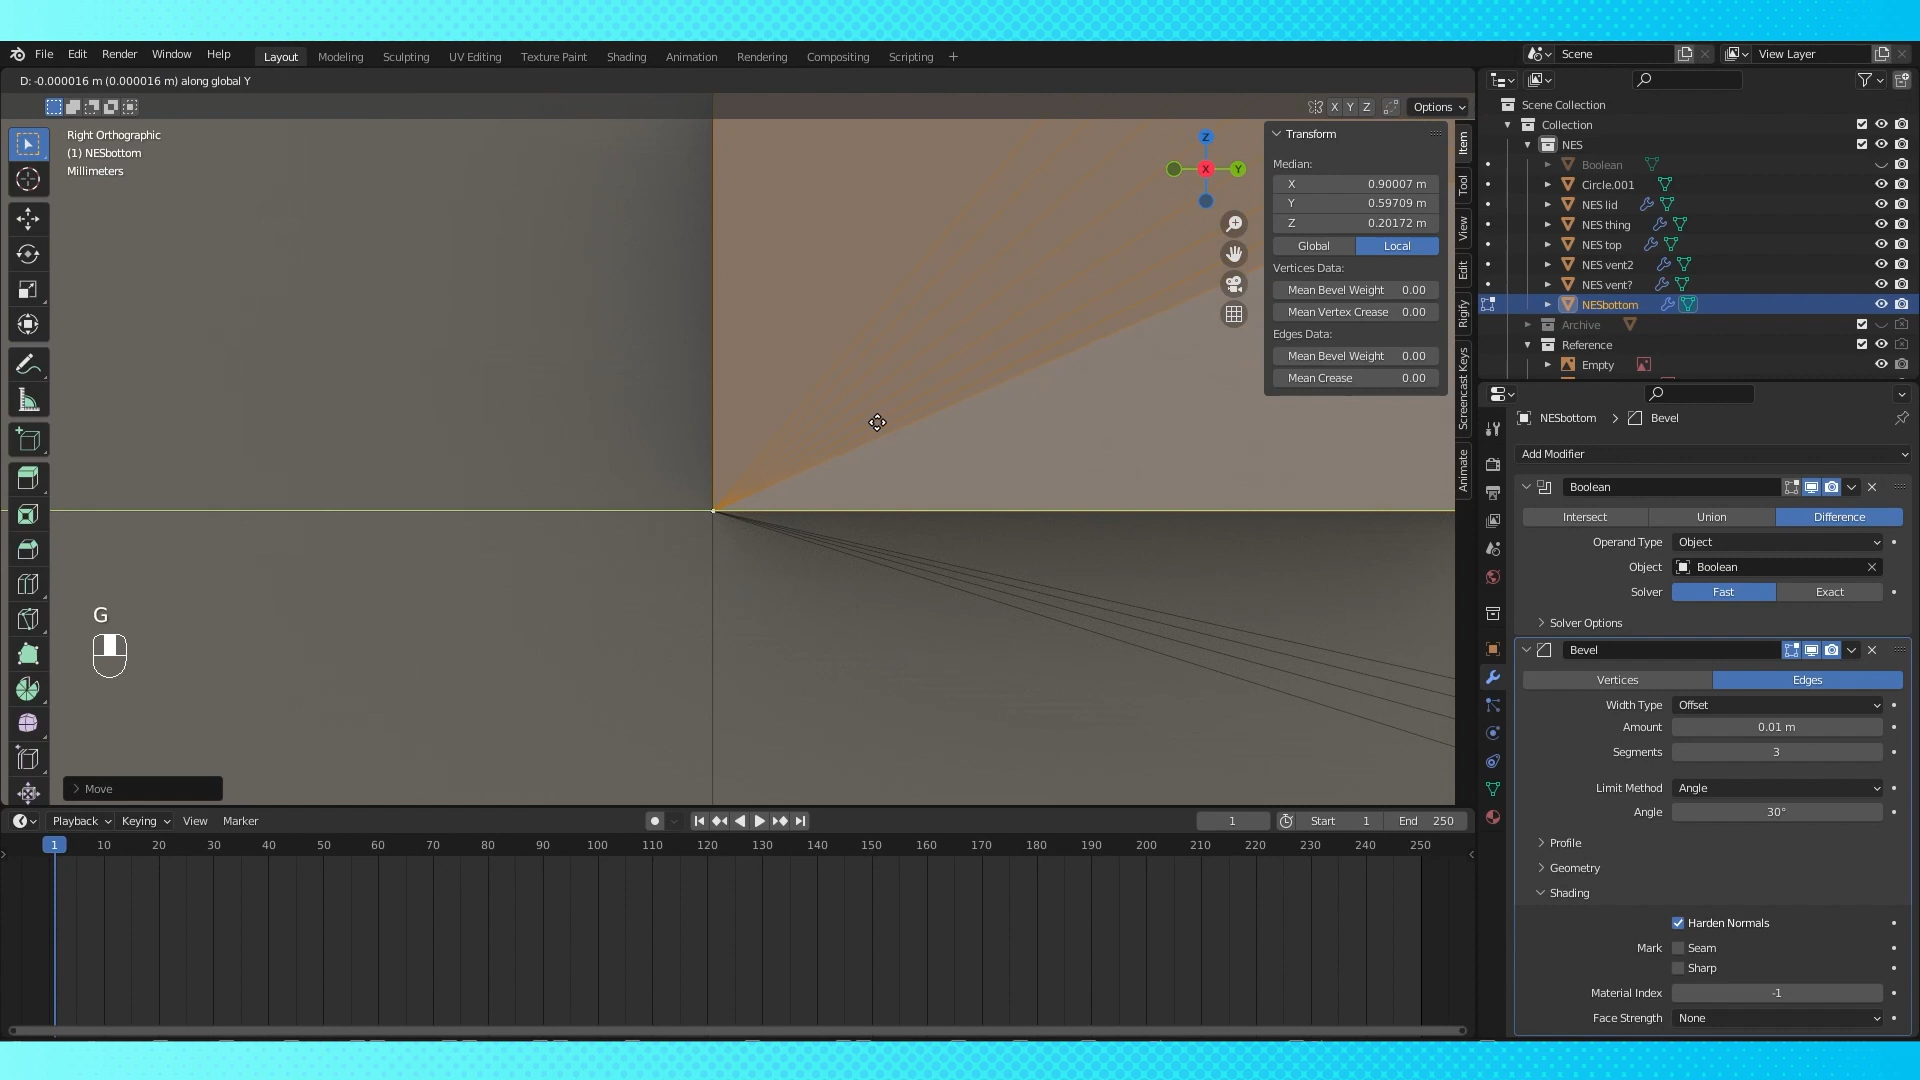 File Edit Render Window Help Layout Modeling Sculpting UV Editing Texture Paint Shading Animation Rendering Compositing Scripting + Scene View Layer
D: -0.000016 m (0.000016 m) along global Y
X Y Z Options
Right Orthographic
(1) NESbottom
Millimeters
Z
X
Y
G
Move
Transform
Median:
X 0.90007 m
Y 0.59709 m
Z 0.20172 m
Global Local
Vertices Data:
Mean Bevel Weight 0.00
Mean Vertex Crease 0.00
Edges Data:
Mean Bevel Weight 0.00
Mean Crease 0.00
Item
Tool
View
Edit
Rigify
Screencast Keys
Animate
Scene Collection
Collection
NES
Boolean
Circle.001
NES lid
NES thing
NES top
NES vent2
NES vent?
NESbottom
Archive
Reference
Empty
NESbottom > Bevel
Add Modifier
Boolean
Intersect Union Difference
Operand Type Object
Object Boolean
Solver Fast Exact
Solver Options
Bevel
Vertices Edges
Width Type Offset
Amount 0.01 m
Segments 3
Limit Method Angle
Angle 30°
Profile
Geometry
Shading
Harden Normals
Mark Seam
Sharp
Material Index -1
Face Strength None
Playback Keying View Marker 1 Start 1 End 250
1 10 20 30 40 50 60 70 80 90 100 110 120 130 140 150 160 170 180 190 200 210 220 230 240 250